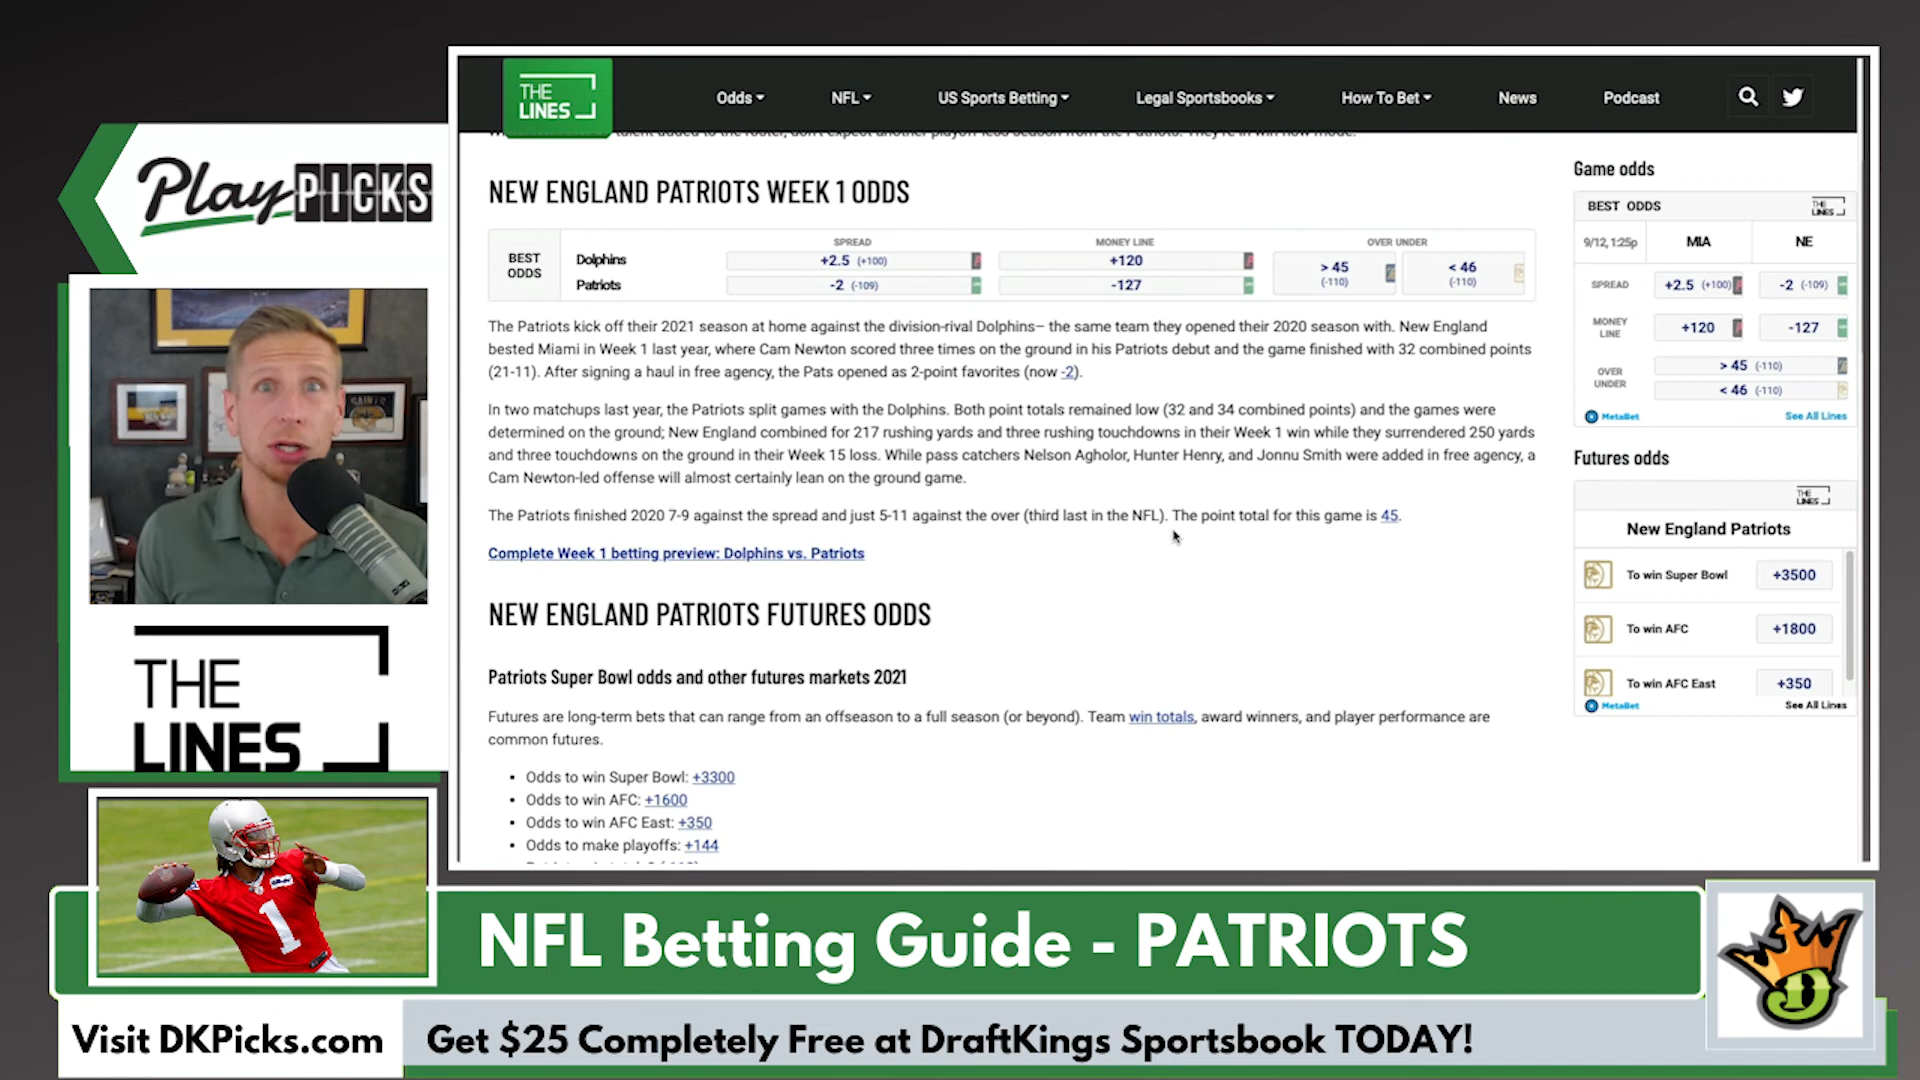 THE
LINES
Odds
NFL
US Sports Betting
Legal Sportsbooks
How To Bet
News
Podcast
PlayPICKS
NEW ENGLAND PATRIOTS WEEK 1 ODDS
BEST
ODDS
SPREAD
MONEY LINE
OVER UNDER
Dolphins
+2.5 (+100)
+120
> 45
(-110)
< 46
(-110)
Patriots
-2 (-109)
-127
The Patriots kick off their 2021 season at home against the division-rival Dolphins– the same team they opened their 2020 season with. New England
bested Miami in Week 1 last year, where Cam Newton scored three times on the ground in his Patriots debut and the game finished with 32 combined points
(21-11). After signing a haul in free agency, the Pats opened as 2-point favorites (now -2).
In two matchups last year, the Patriots split games with the Dolphins. Both point totals remained low (32 and 34 combined points) and the games were
determined on the ground; New England combined for 217 rushing yards and three rushing touchdowns in their Week 1 win while they surrendered 250 yards
and three touchdowns on the ground in their Week 15 loss. While pass catchers Nelson Agholor, Hunter Henry, and Jonnu Smith were added in free agency, a
Cam Newton-led offense will almost certainly lean on the ground game.
The Patriots finished 2020 7-9 against the spread and just 5-11 against the over (third last in the NFL). The point total for this game is 45.
Complete Week 1 betting preview: Dolphins vs. Patriots
NEW ENGLAND PATRIOTS FUTURES ODDS
Patriots Super Bowl odds and other futures markets 2021
Futures are long-term bets that can range from an offseason to a full season (or beyond). Team win totals, award winners, and player performance are
common futures.
• Odds to win Super Bowl: +3300
• Odds to win AFC: +1600
• Odds to win AFC East: +350
• Odds to make playoffs: +144
Game odds
BEST ODDS
THE
LINES
9/12, 1:25p
MIA
NE
SPREAD
+2.5 (+100)
-2 (-109)
MONEY
LINE
+120
-127
OVER
UNDER
> 45 (-110)
< 46 (-110)
MetaBet
See All Lines
Futures odds
THE
LINES
New England Patriots
To win Super Bowl
+3500
To win AFC
+1800
To win AFC East
+350
MetaBet
See All Lines
SAINTS
THE
LINES
1
NFL Betting Guide - PATRIOTS
D
Visit DKPicks.com
Get $25 Completely Free at DraftKings Sportsbook TODAY!